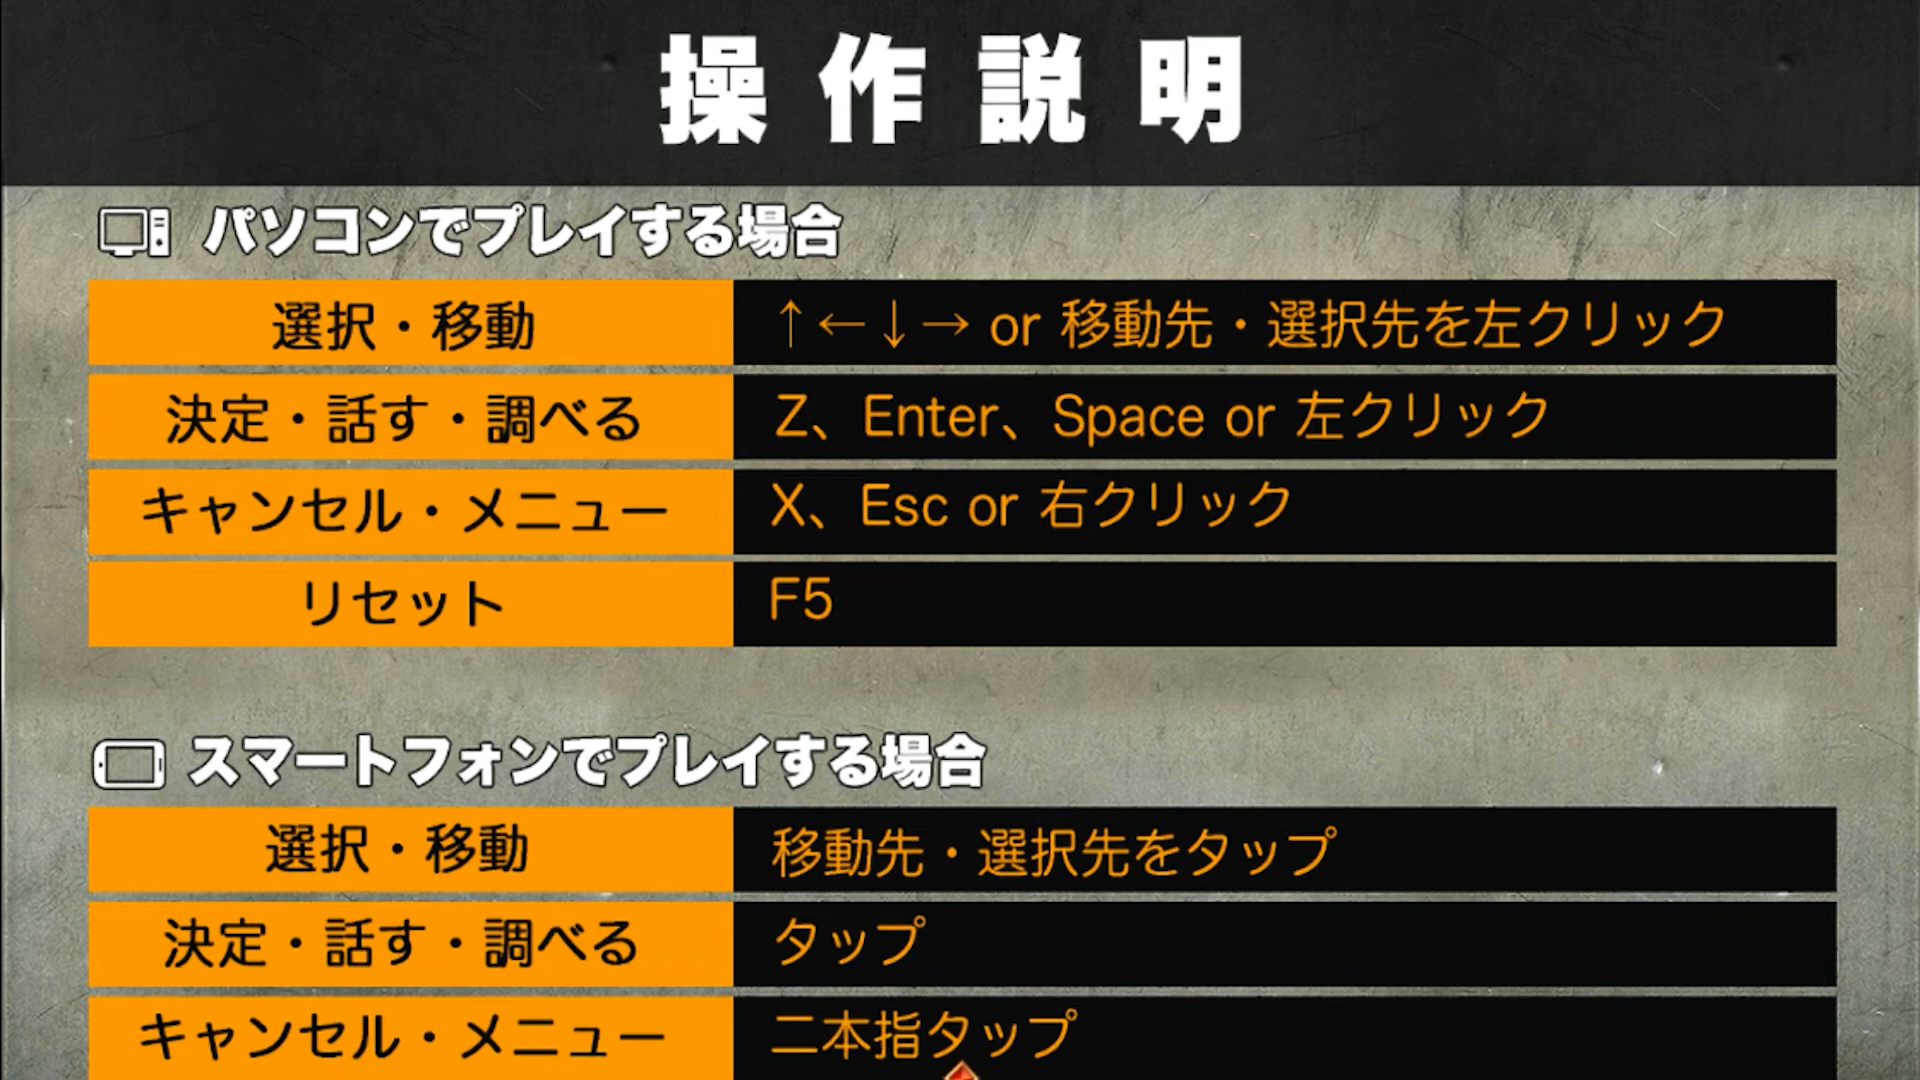 操作説明
パソコンでプレイする場合
選択・移動 ↑←↓→ or 移動先・選択先を左クリック
決定・話す・調べる Z、Enter、Space or 左クリック
キャンセル・メニュー X、Esc or 右クリック
リセット F5
スマートフォンでプレイする場合
選択・移動 移動先・選択先をタップ
決定・話す・調べる タップ
キャンセル・メニュー 二本指タップ